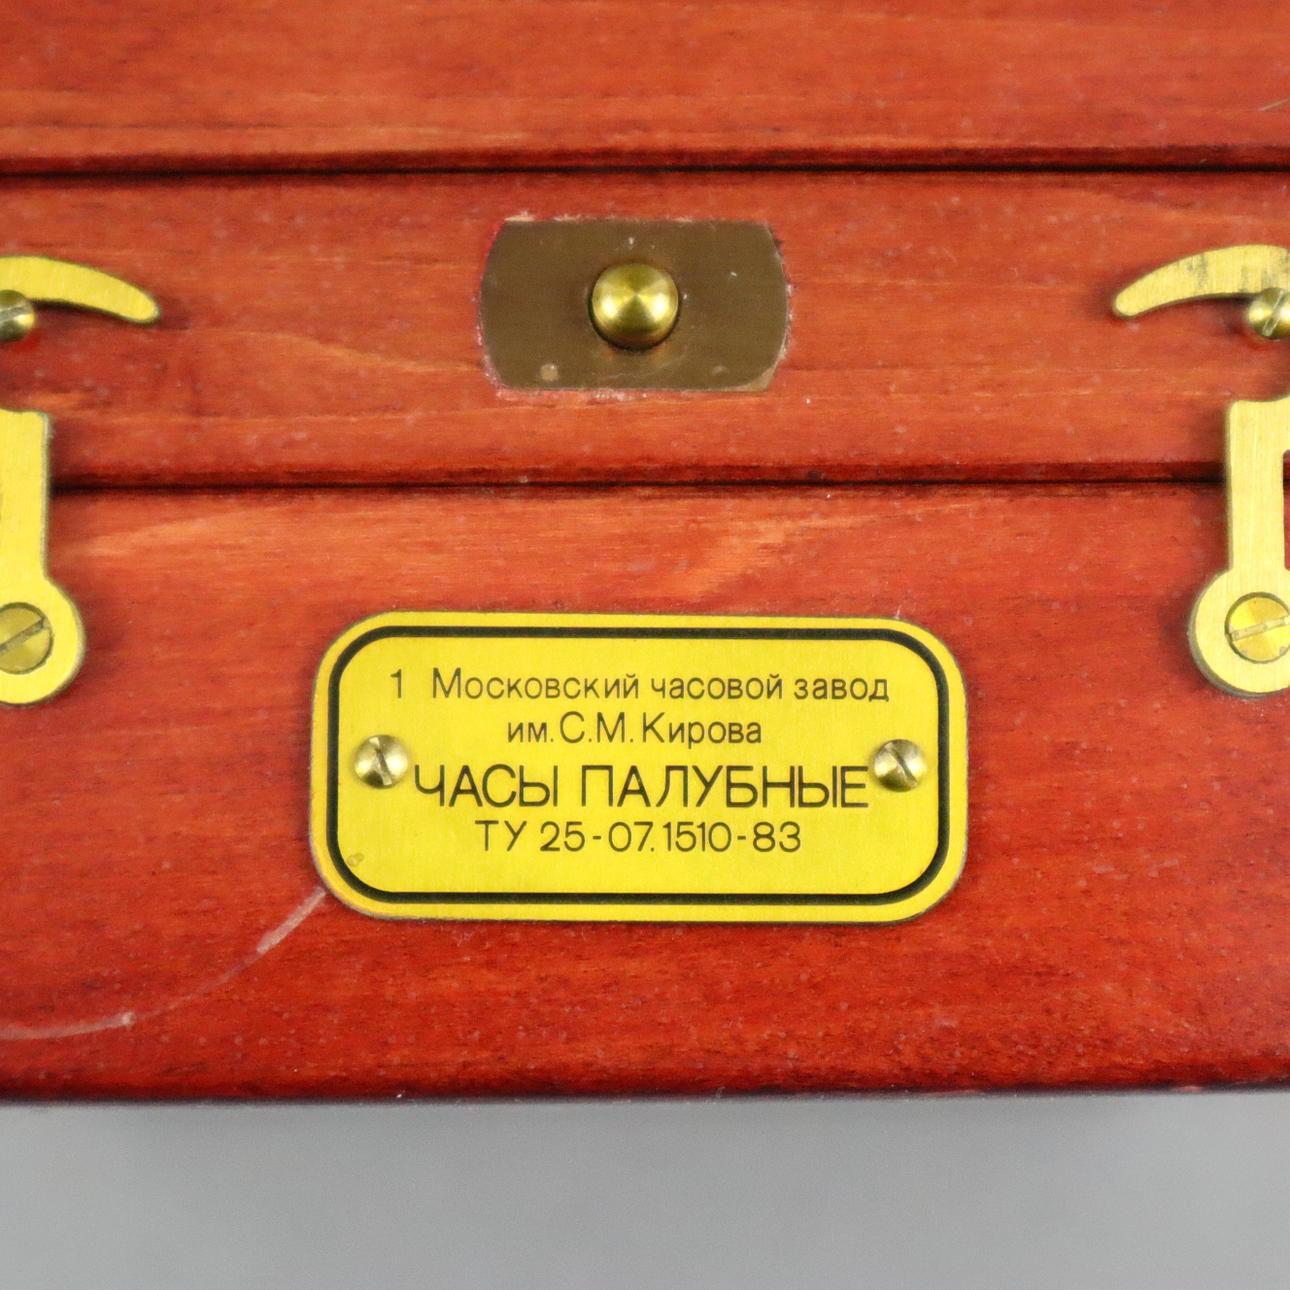 1 Московский часовой завод
им. С.М. Кирова
ЧАСЫ ПАЛУБНЫЕ
ТУ 25-07.1510-83